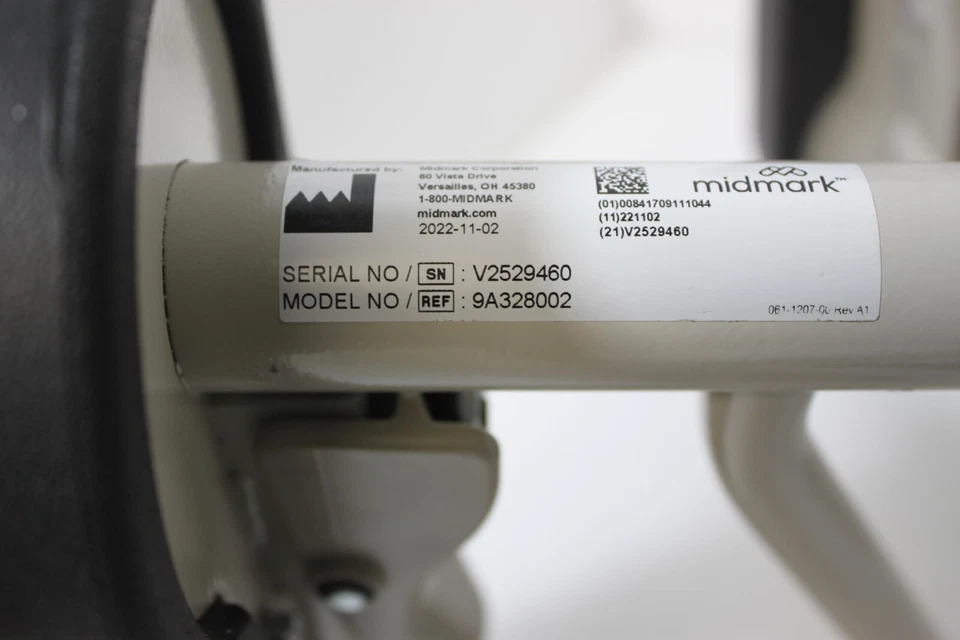 Manufactured by:
Midmark Corporation
60 Vista Drive
Versailles, OH 45380
1-800-MIDMARK
midmark.com
2022-11-02
midmark™
(01)00841709111044
(11)221102
(21)V2529460
SERIAL NO / SN : V2529460
MODEL NO / REF : 9A328002
061-1207-00 Rev A1